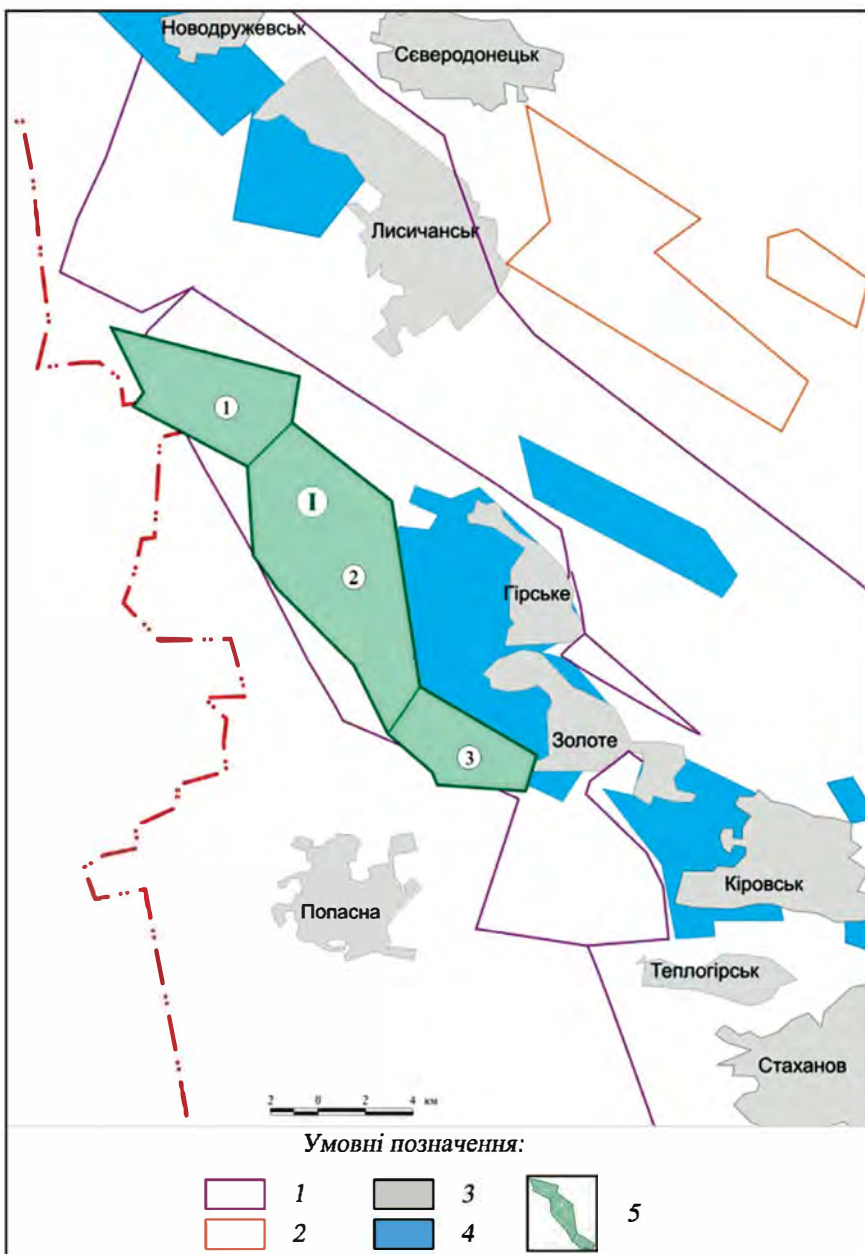 Новодружевськ
Сєверодонецьк
Лисичанськ
1
I
2
Гірське
Золоте
3
Кіровськ
Попасна
Теплогірськ
Стаханов
2 0 2 4 км
Умовні позначення:
1 3 5
2 4